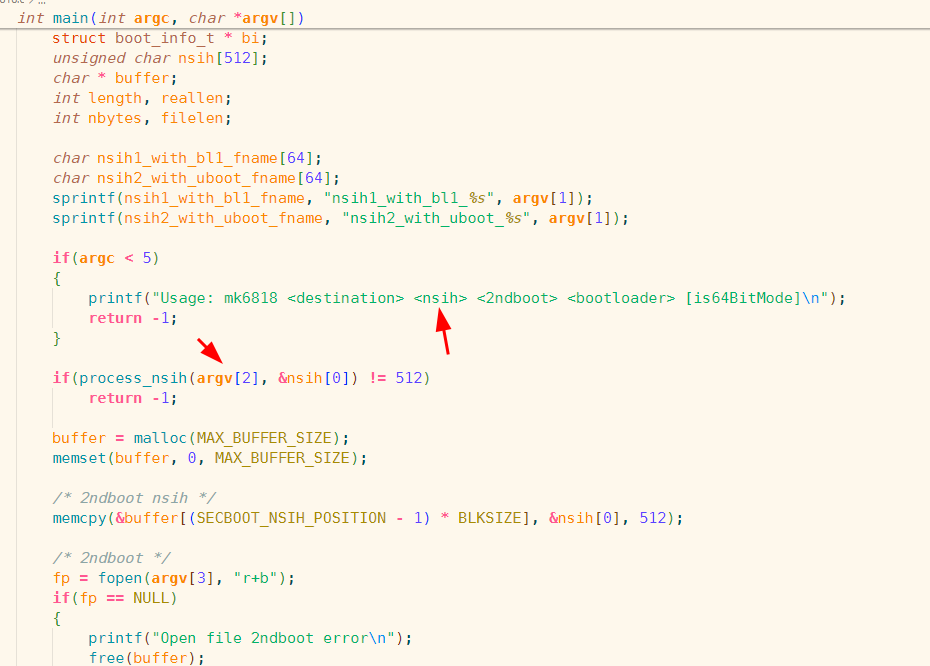 int main(int argc, char *argv[])
struct boot_info_t * bi;
unsigned char nsih[512];
char * buffer;
int length, reallen;
int nbytes, filelen;
char nsih1_with_bl1_fname[64];
char nsih2_with_uboot_fname[64];
sprintf(nsih1_with_bl1_fname, "nsih1_with_bl1_%s", argv[1]);
sprintf(nsih2_with_uboot_fname, "nsih2_with_uboot_%s", argv[1]);
if(argc < 5)
{
printf("Usage: mk6818 <destination> <nsih> <2ndboot> <bootloader> [is64BitMode]\n");
return -1;
}
if(process_nsih(argv[2], &nsih[0]) != 512)
return -1;
buffer = malloc(MAX_BUFFER_SIZE);
memset(buffer, 0, MAX_BUFFER_SIZE);
/* 2ndboot nsih */
memcpy(&buffer[(SECBOOT_NSIH_POSITION - 1) * BLKSIZE], &nsih[0], 512);
/* 2ndboot */
fp = fopen(argv[3], "r+b");
if(fp == NULL)
{
printf("Open file 2ndboot error\n");
free(buffer);